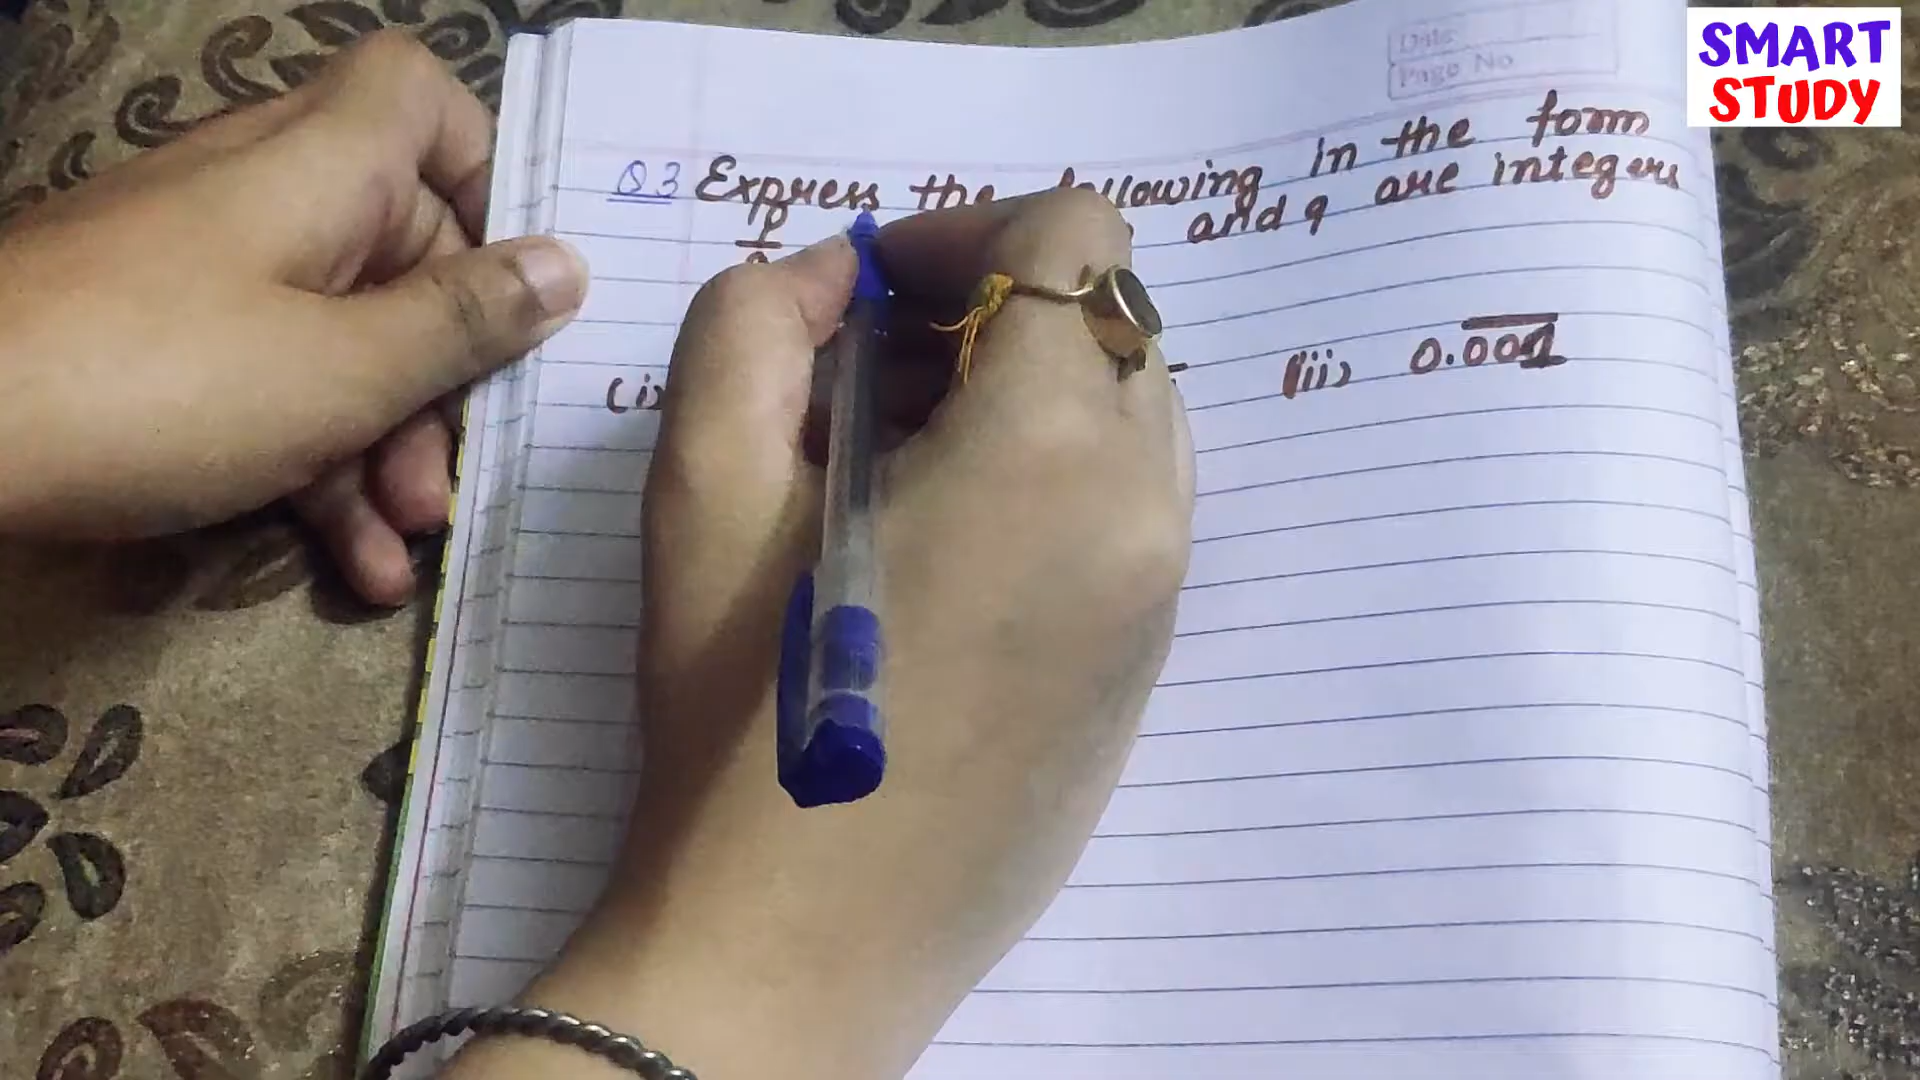 SMART
STUDY
Date
Page No
Q3 Express the following in the form
p and q are integers
(i) (iii) 0.001